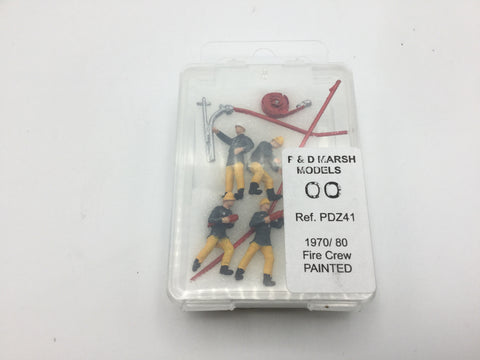 P & D MARSH
MODELS
OO
Ref. PDZ41
1970/ 80
Fire Crew
PAINTED